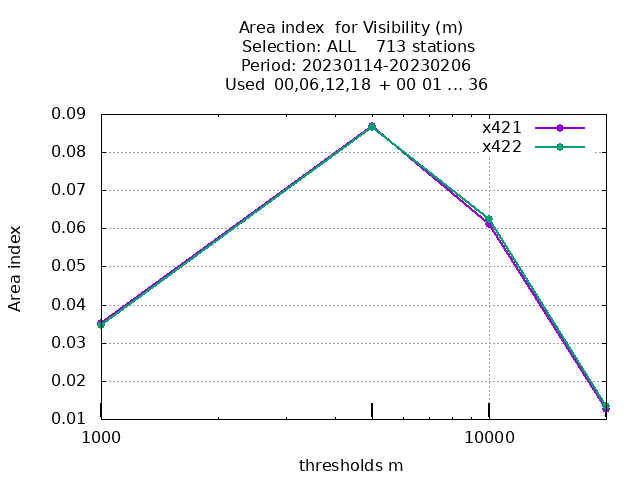 Area index  for Visibility (m)
Selection: ALL    713 stations
Period: 20230114-20230206
Used  00,06,12,18  + 00 01 ... 36
x421
x422
0.09
0.08
0.07
0.06
0.05
0.04
0.03
0.02
0.01
Area index
1000
10000
thresholds m